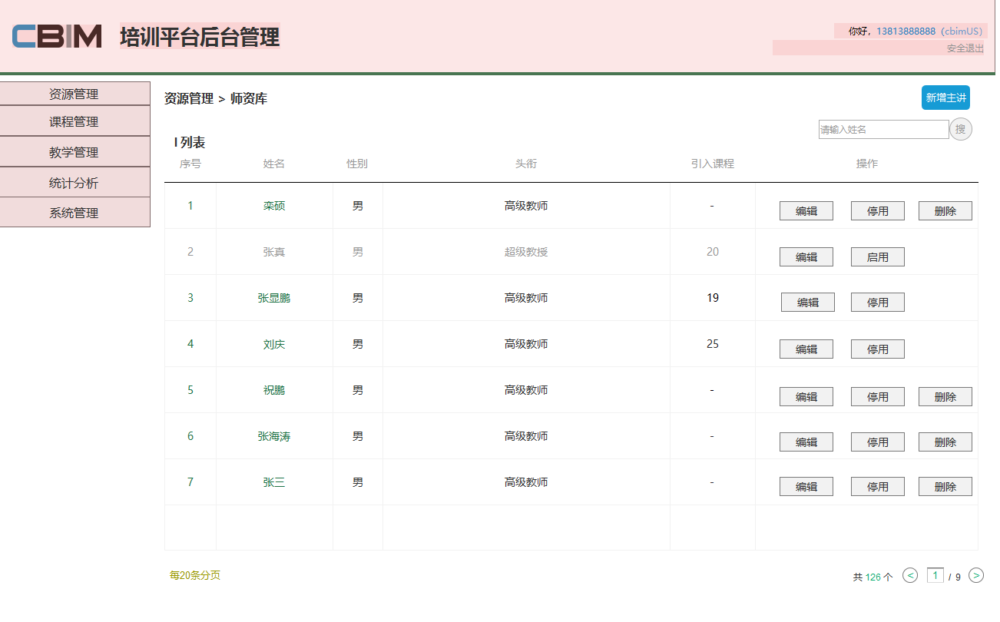 CBIM 培训平台后台管理
你好，13813888888（cbimUS）
安全退出
资源管理
课程管理
教学管理
统计分析
系统管理
资源管理 > 师资库
新增主讲
请输入姓名 搜
I 列表
序号 姓名 性别 头衔 引入课程 操作
1 栾硕 男 高级教师 - 编辑 停用 删除
2 张真 男 超级教授 20 编辑 启用
3 张显鹏 男 高级教师 19 编辑 停用
4 刘庆 男 高级教师 25 编辑 停用
5 祝鹏 男 高级教师 - 编辑 停用 删除
6 张海涛 男 高级教师 - 编辑 停用 删除
7 张三 男 高级教师 - 编辑 停用 删除
每20条分页
共 126 个 < 1 / 9 >